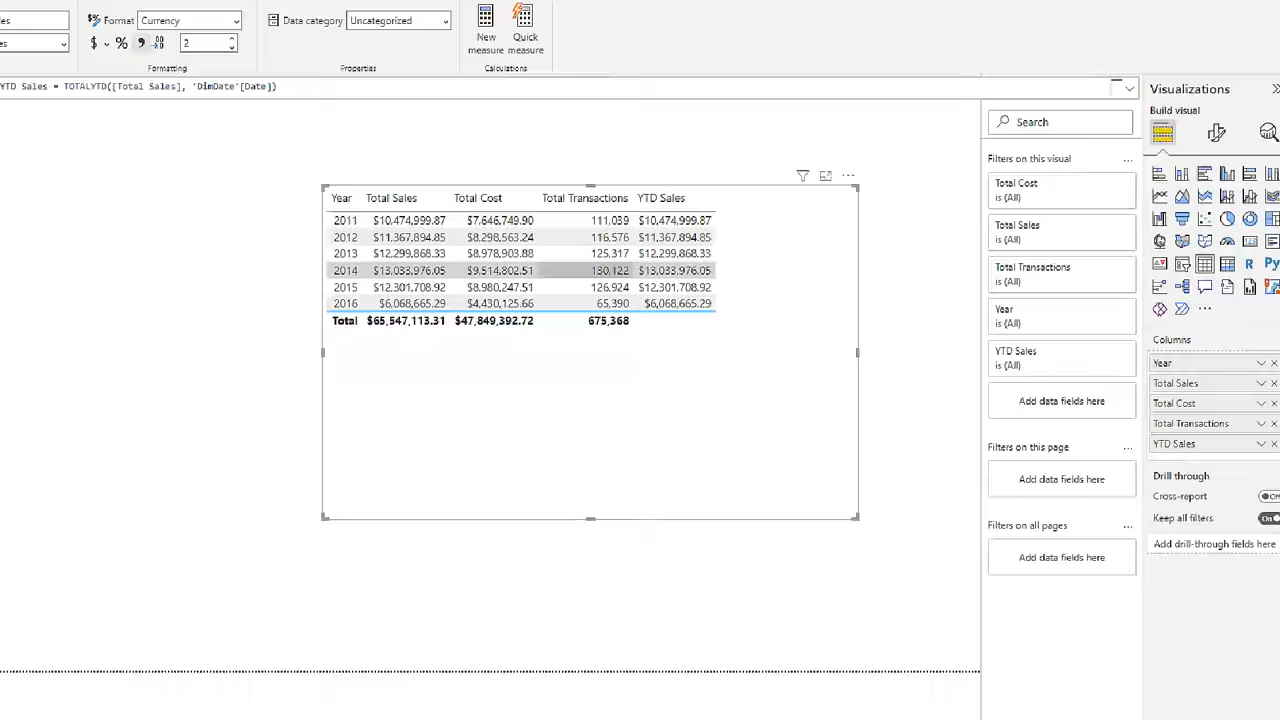 les
Format Currency
Data category Uncategorized
es
$ % 9 2
New measure
Quick measure
Formatting
Properties
Calculations
YTD Sales = TOTALYTD([Total Sales], 'DimDate'[Date])
Visualizations
Build visual
Search
Filters on this visual ...
Total Cost
is (All)
Total Sales
is (All)
Total Transactions
is (All)
Year
is (All)
YTD Sales
is (All)
Add data fields here
Filters on this page ...
Add data fields here
Filters on all pages ...
Add data fields here
Year Total Sales Total Cost Total Transactions YTD Sales
2011 $10,474,999.87 $7,646,749.90 111,039 $10,474,999.87
2012 $11,367,894.85 $8,298,563.24 116,576 $11,367,894.85
2013 $12,299,868.33 $8,978,903.88 125,317 $12,299,868.33
2014 $13,033,976.05 $9,514,802.51 130,122 $13,033,976.05
2015 $12,301,708.92 $8,980,247.51 126,924 $12,301,708.92
2016 $6,068,665.29 $4,430,125.66 65,390 $6,068,665.29
Total $65,547,113.31 $47,849,392.72 675,368
123
R Py
Columns
Year
Total Sales
Total Cost
Total Transactions
YTD Sales
Drill through
Cross-report Off
Keep all filters On
Add drill-through fields here